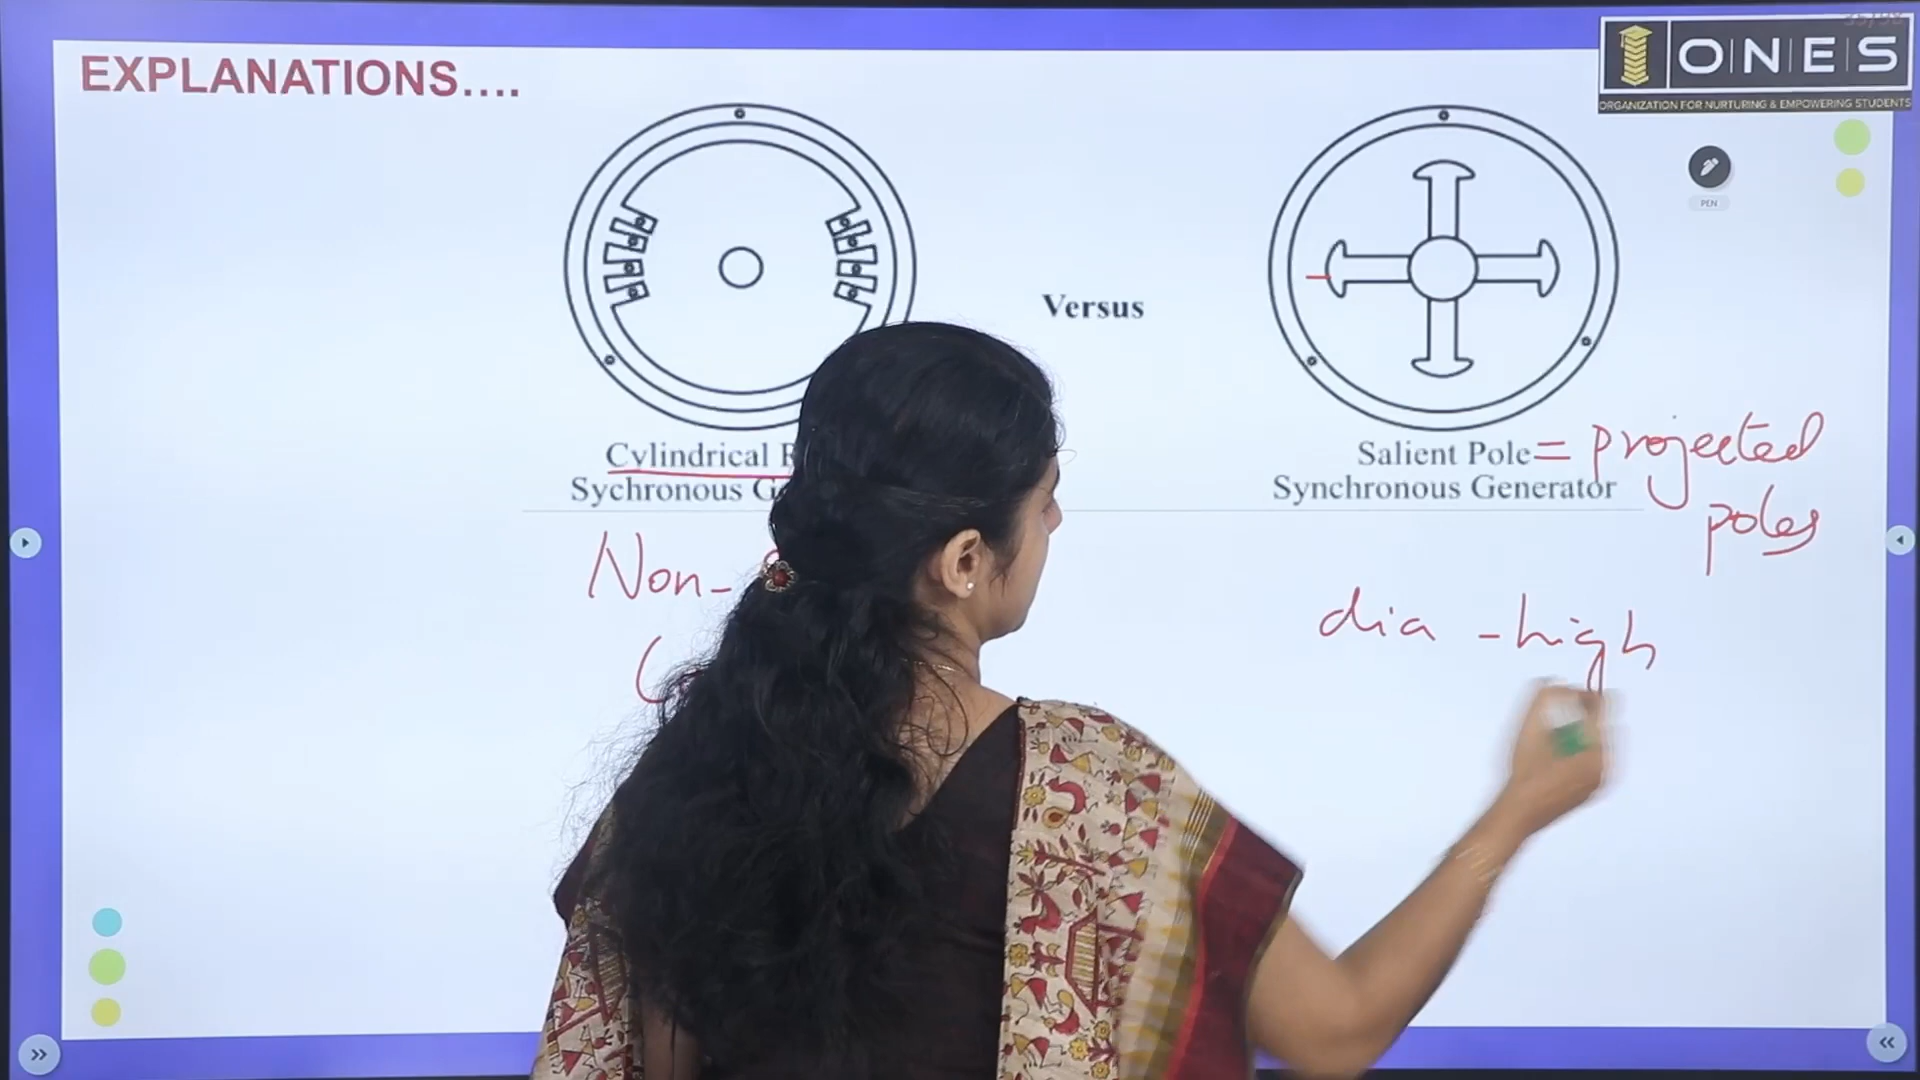 EXPLANATIONS....
O|N|E|S
ORGANIZATION FOR NURTURING & EMPOWERING STUDENTS
PEN
Versus
Cylindrical
Sychronous
Salient Pole = projected
Synchronous Generator
poles
Non-
dia - high